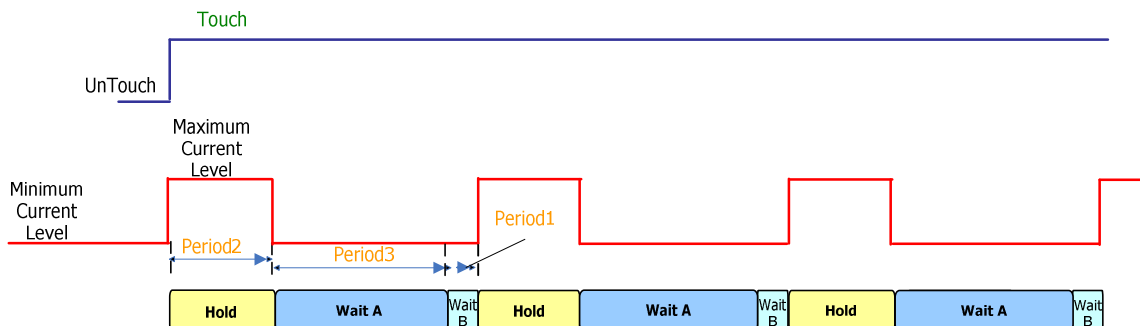 Touch
UnTouch
Maximum
Current
Level
Minimum
Current
Level
Period2
Period3
Period1
Hold
Wait A
Wait
B
Hold
Wait A
Wait
B
Hold
Wait A
Wait
B